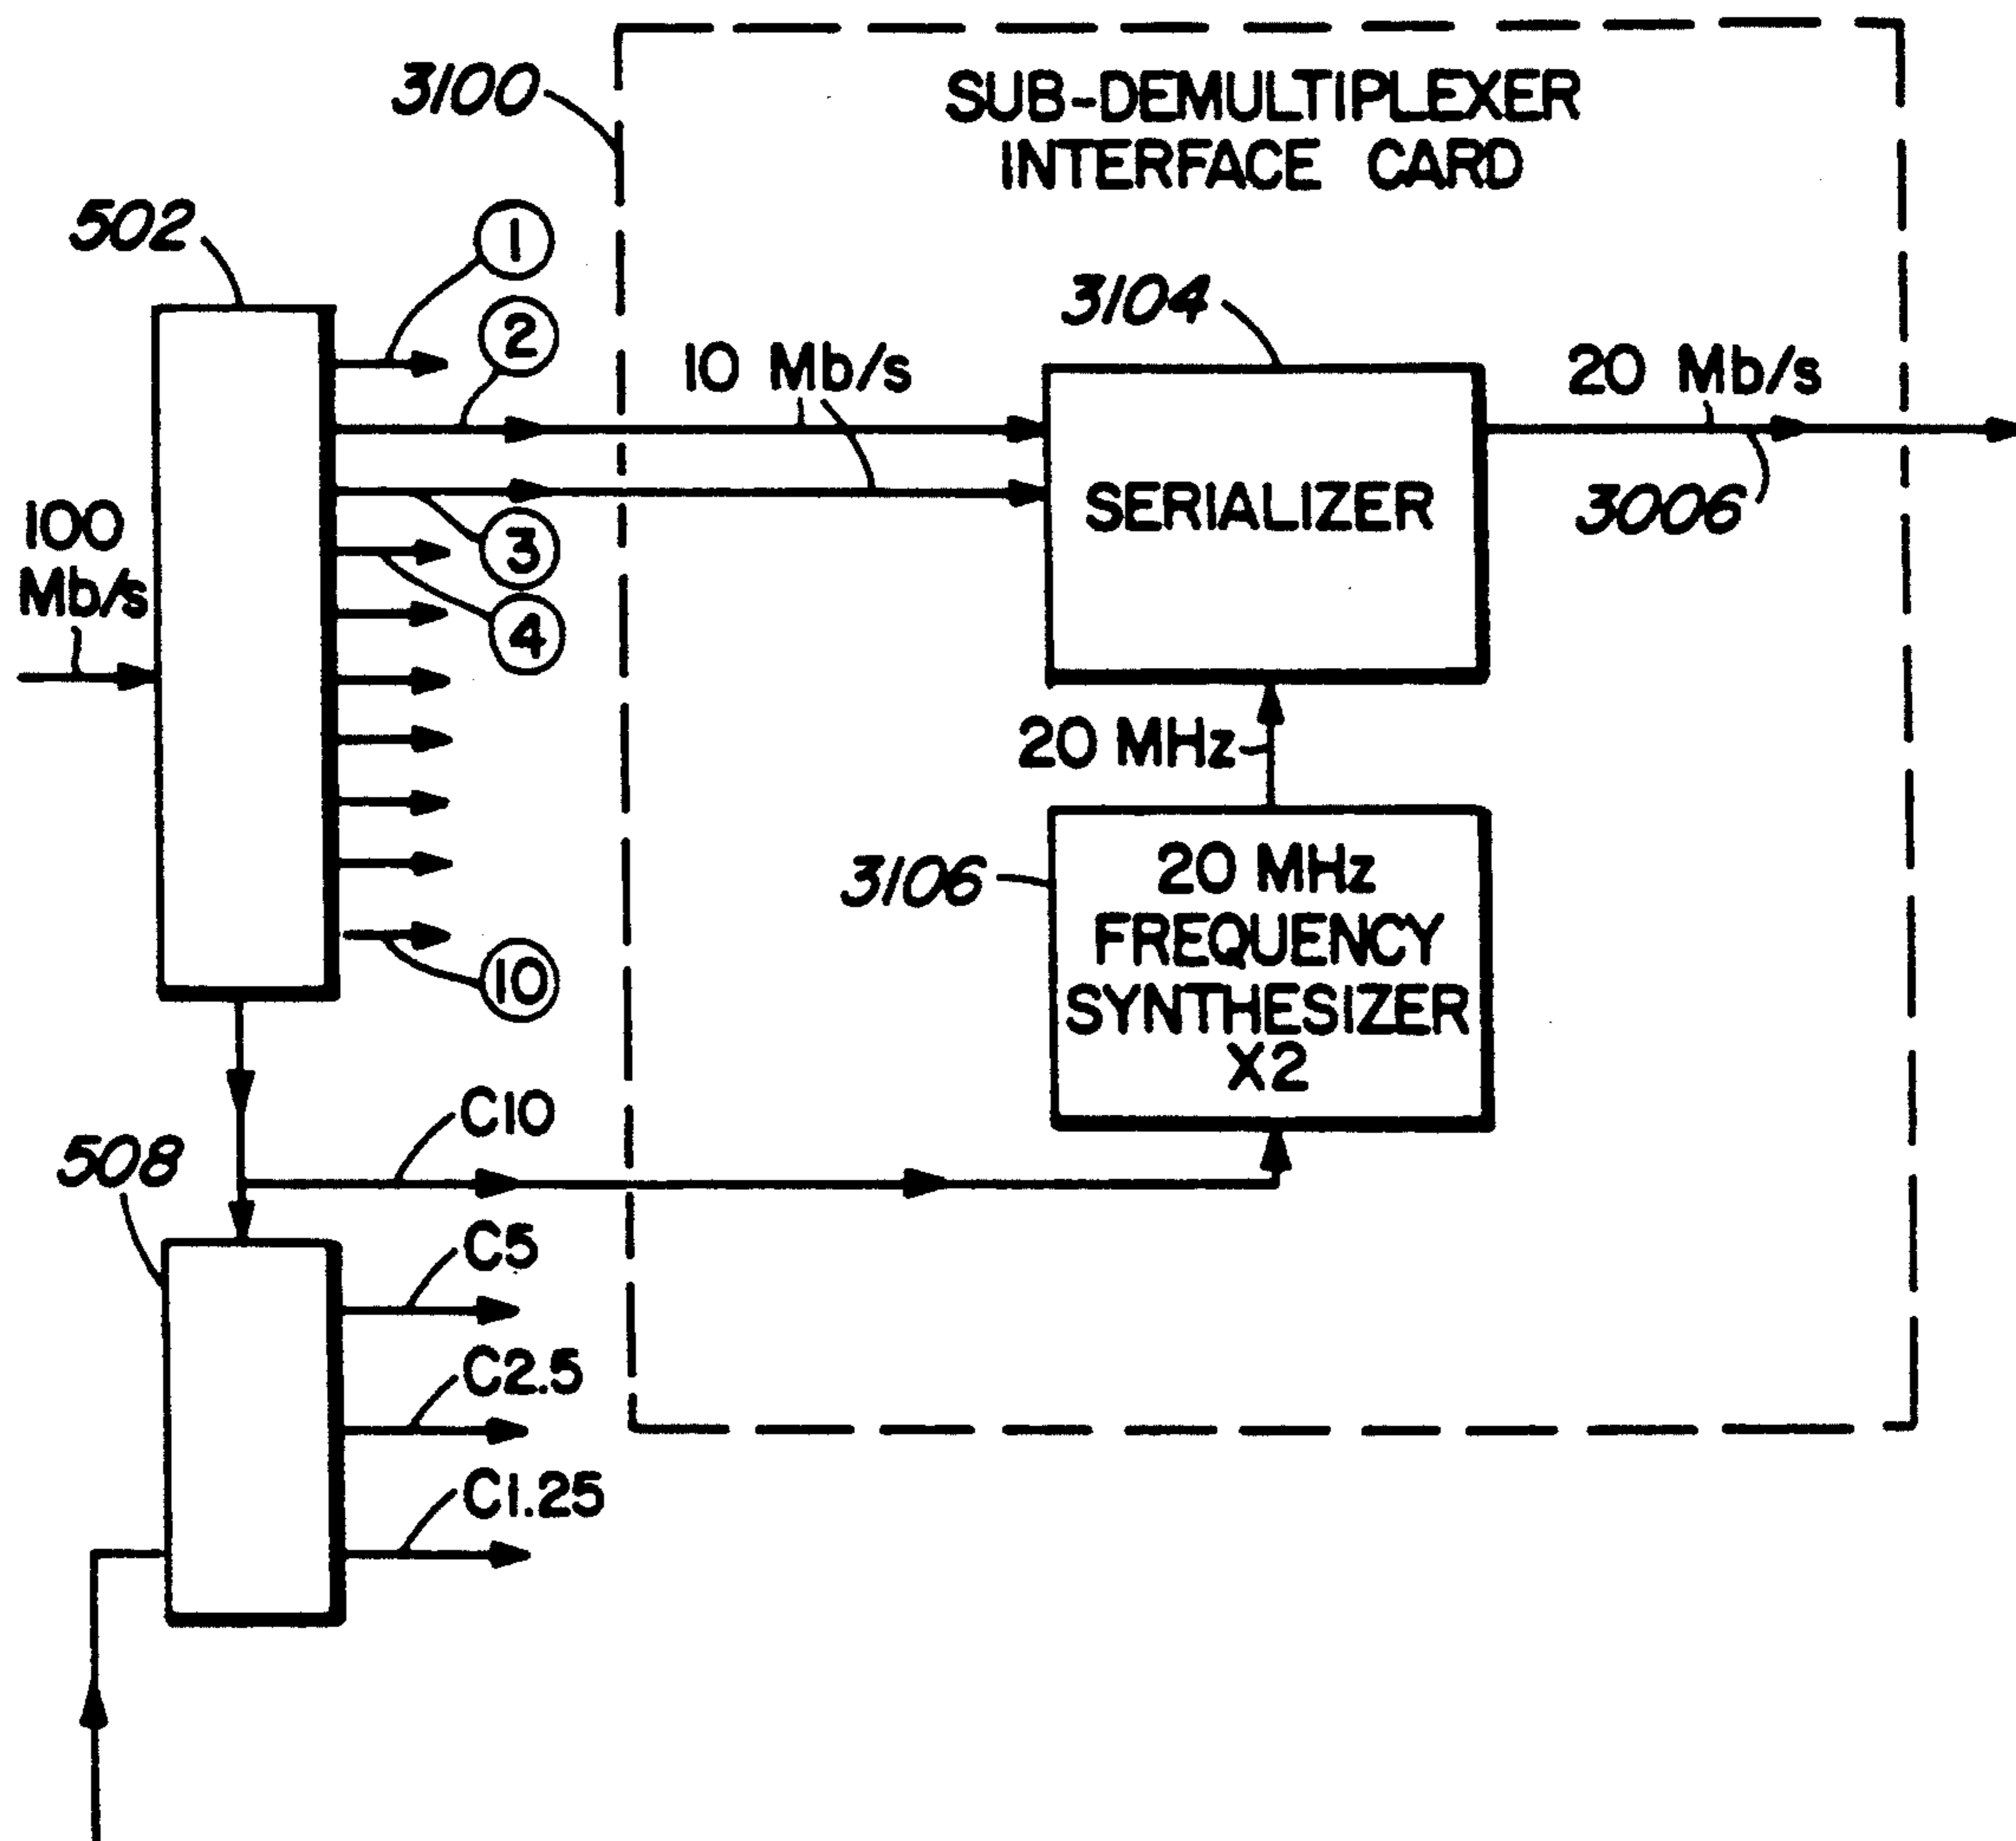 3100
SUB-DEMULTIPLEXER
INTERFACE CARD
502
1
2
3104
10 Mb/s
20 Mb/s
100
Mb/s
SERIALIZER
3006
3
4
20 MHz
3106
20 MHz
FREQUENCY
SYNTHESIZER
X2
10
C10
508
C5
C2.5
C1.25